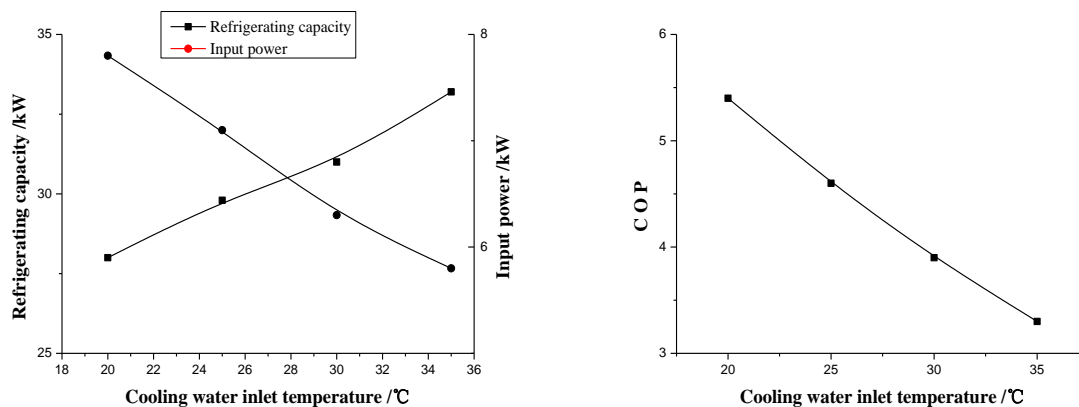 Refrigerating capacity
Input power
35
30
25
8
6
Refrigerating capacity /kW
Input power /kW
18 20 22 24 26 28 30 32 34 36
Cooling water inlet temperature /℃
6
5
4
3
C O P
20 25 30 35
Cooling water inlet temperature /℃